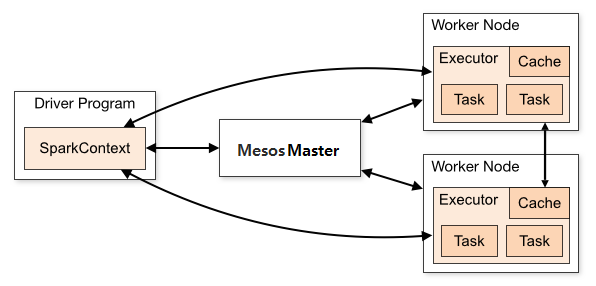 Driver Program
SparkContext
Mesos Master
Worker Node
Executor
Cache
Task
Task
Worker Node
Executor
Cache
Task
Task